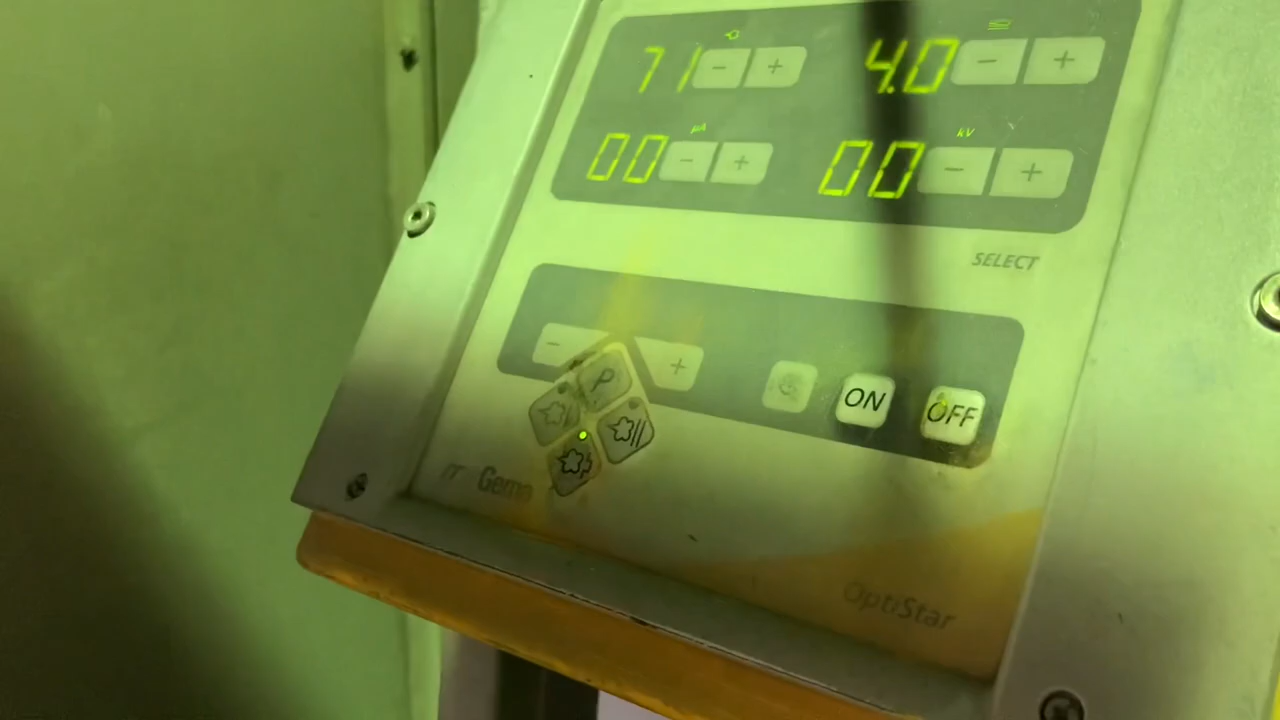 71 - + 4.0 - +
µA kV
00 - + 00 - +
SELECT
- +
P
ON OFF
Gema
OptiStar